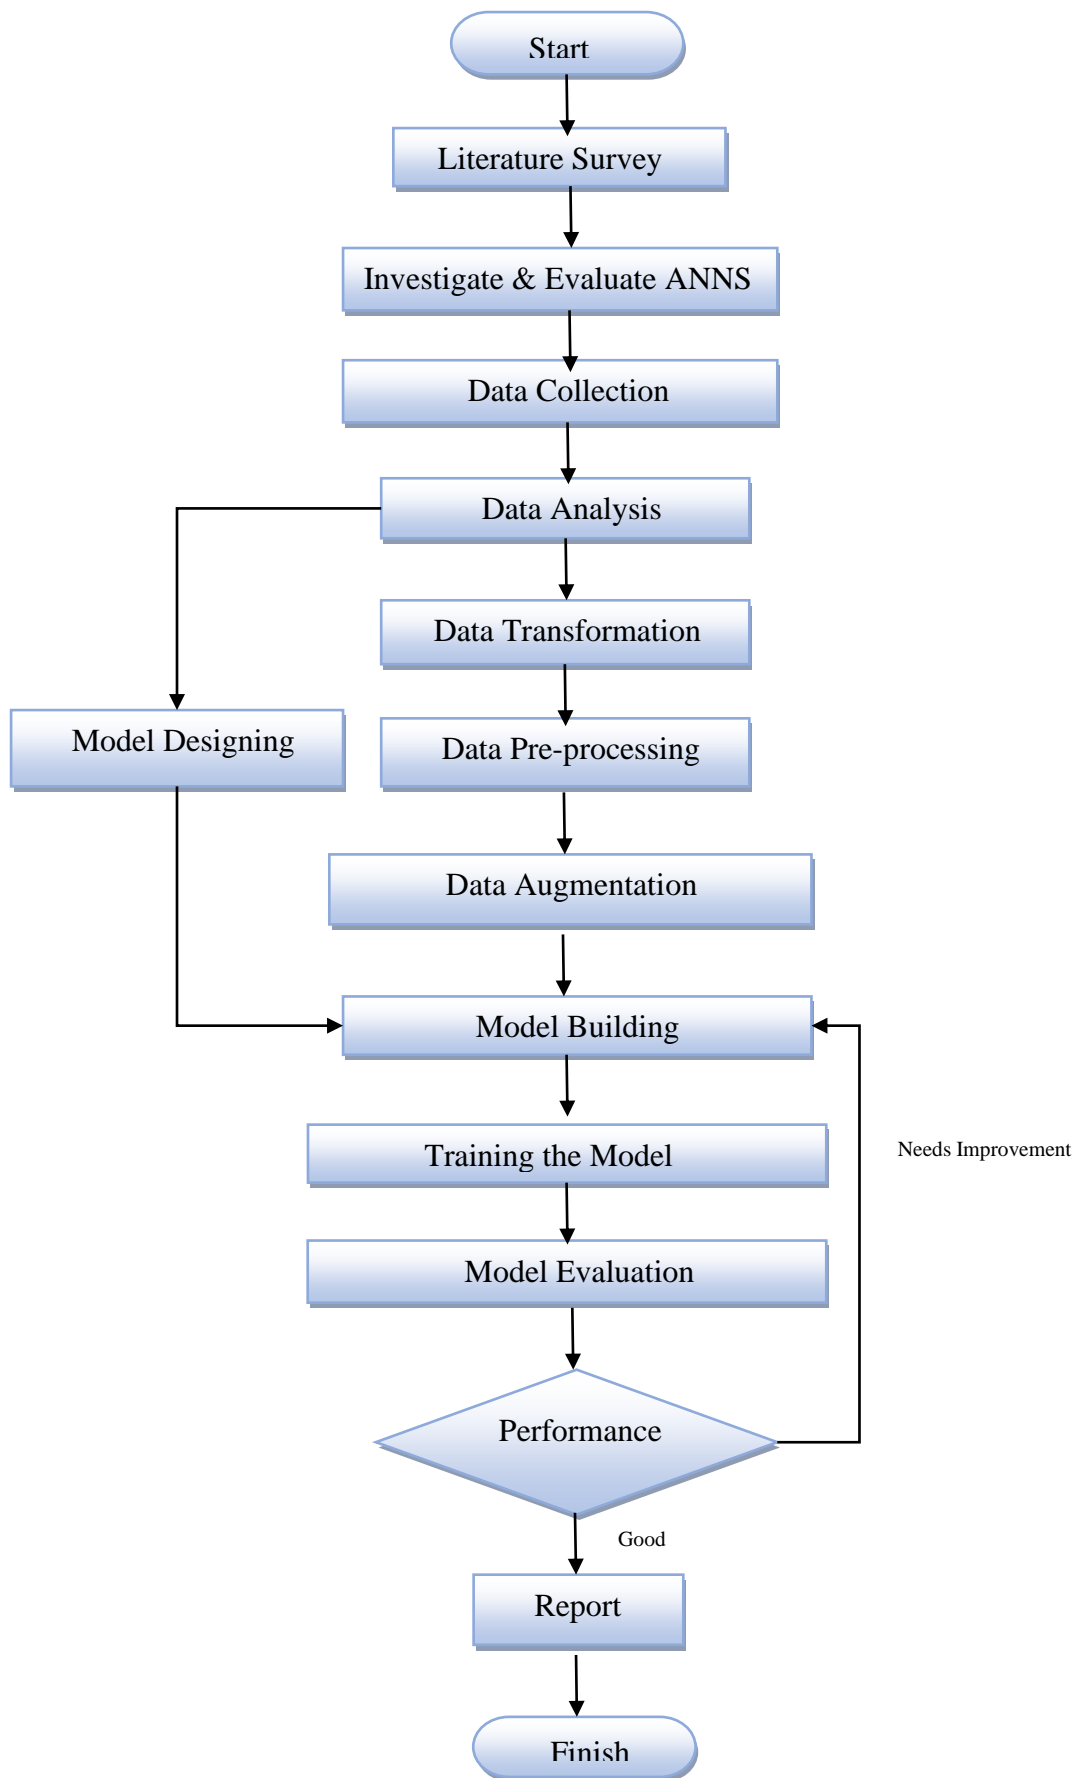 Start
Literature Survey
Investigate & Evaluate ANNS
Data Collection
Data Analysis
Data Transformation
Model Designing
Data Pre-processing
Data Augmentation
Model Building
Training the Model
Needs Improvement
Model Evaluation
Performance
Good
Report
Finish